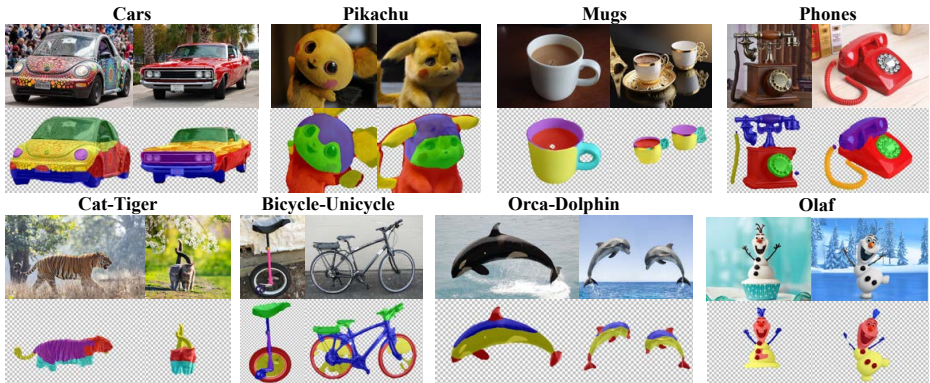 Cars
Pikachu
Mugs
Phones
Cat-Tiger
Bicycle-Unicycle
Orca-Dolphin
Olaf